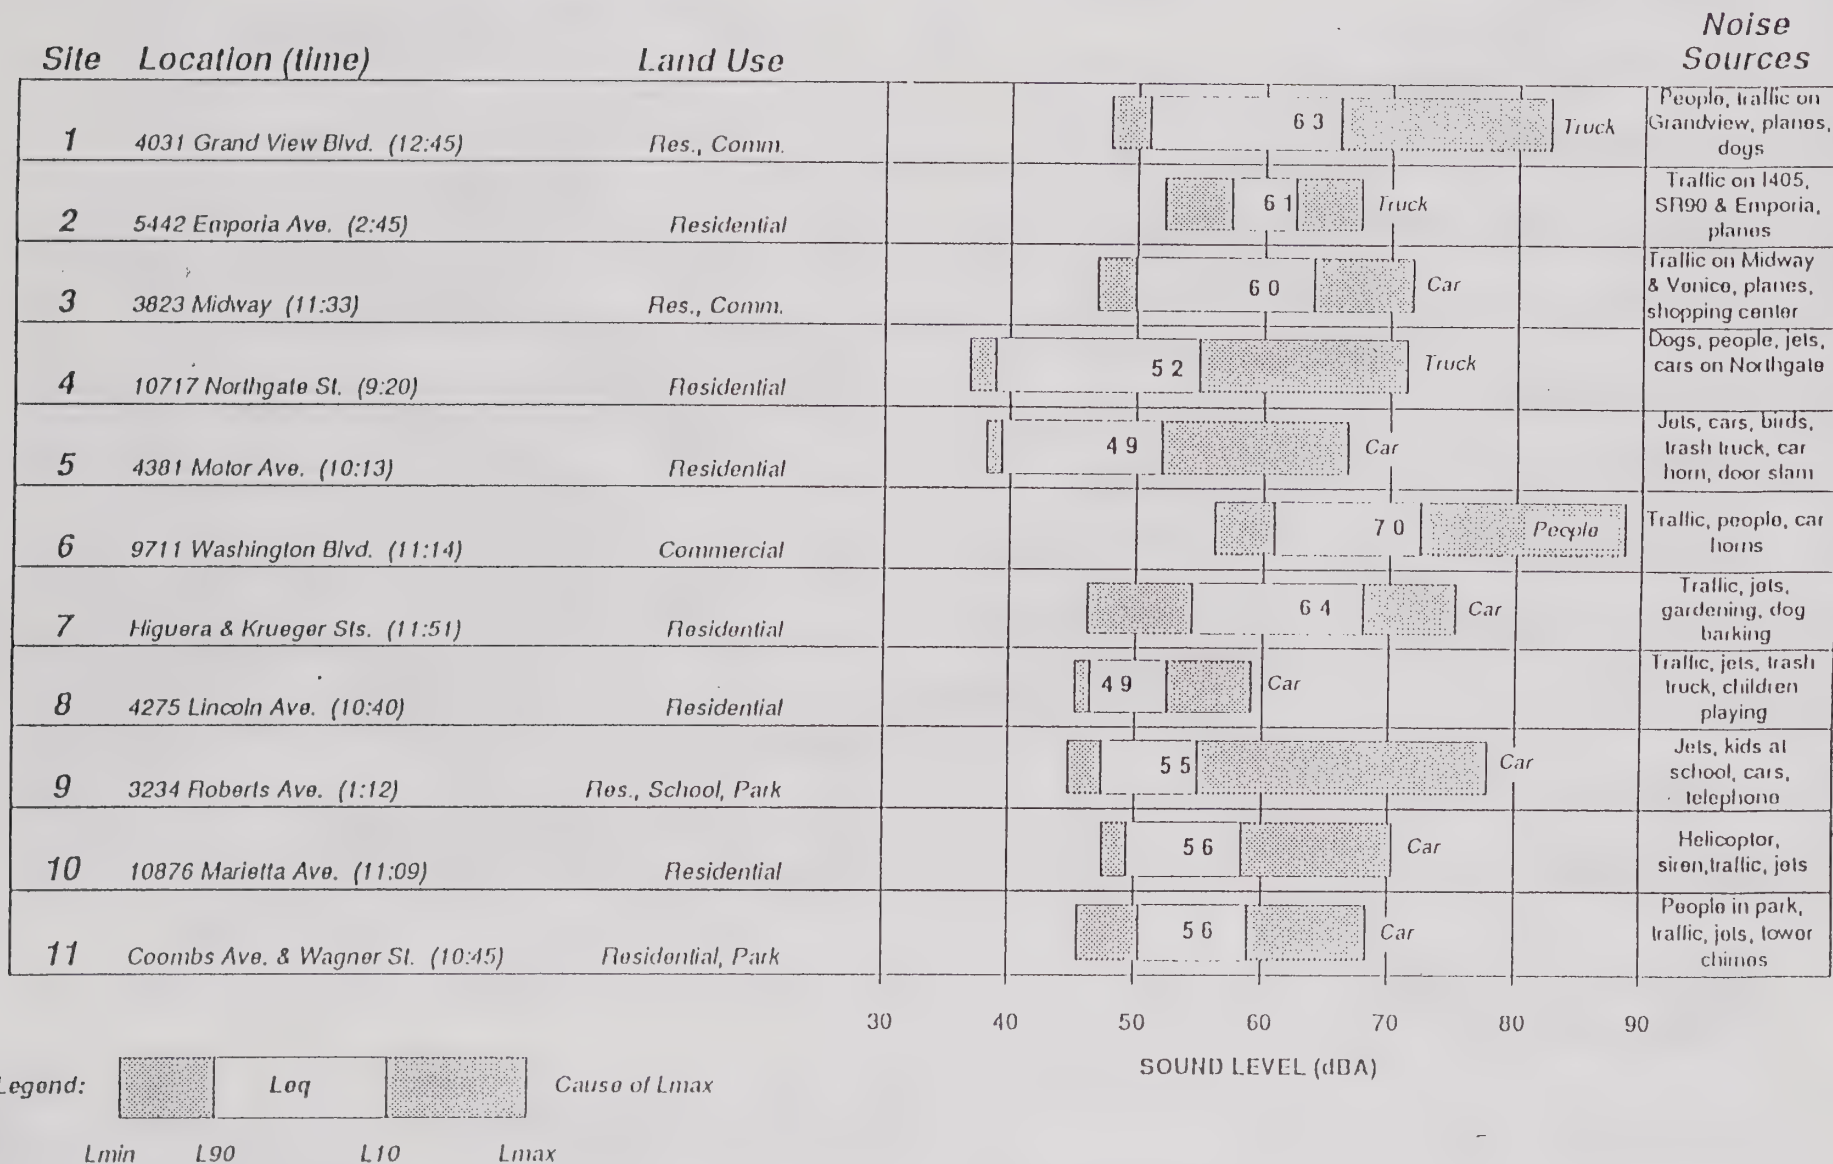 Noise
Sources
Site Location (time) Land Use
1 4031 Grand View Blvd. (12:45) Res., Comm. 63 Truck
People, traffic on
Grandview, planes,
dogs
2 5442 Emporia Ave. (2:45) Residential 61 Truck
Traffic on I405,
SR90 & Emporia,
planes
3 3823 Midway (11:33) Res., Comm. 60 Car
Traffic on Midway
& Venice, planes,
shopping center
4 10717 Northgate St. (9:20) Residential 52 Truck
Dogs, people, jets,
cars on Northgate
5 4381 Motor Ave. (10:13) Residential 49 Car
Jets, cars, birds,
trash truck, car
horn, door slam
6 9711 Washington Blvd. (11:14) Commercial 70 People
Traffic, people, car
horns
7 Higuera & Krueger Sts. (11:51) Residential 64 Car
Traffic, jets,
gardening, dog
barking
8 4275 Lincoln Ave. (10:40) Residential 49 Car
Traffic, jets, trash
truck, children
playing
9 3234 Roberts Ave. (1:12) Res., School, Park 55 Car
Jets, kids at
school, cars,
telephone
10 10876 Marietta Ave. (11:09) Residential 56 Car
Helicopter,
siren,traffic, jets
11 Coombs Ave. & Wagner St. (10:45) Residential, Park 56 Car
People in park,
traffic, jets, tower
chimes
30 40 50 60 70 80 90
SOUND LEVEL (dBA)
Legend: Leq Cause of Lmax
Lmin L90 L10 Lmax